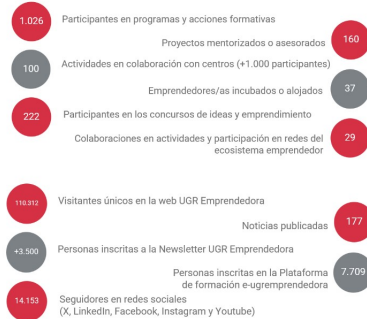 1.026
Participantes en programas y acciones formativas
Proyectos mentorizados o asesorados
160
100
Actividades en colaboración con centros (+1.000 participantes)
Emprendedores/as incubados o alojados
37
222
Participantes en los concursos de ideas y emprendimiento
Colaboraciones en actividades y participación en redes del
ecosistema emprendedor
29
110.312
Visitantes únicos en la web UGR Emprendedora
Noticias publicadas
177
+3.500
Personas inscritas a la Newsletter UGR Emprendedora
Personas inscritas en la Plataforma
de formación e-ugremprendedora
7.709
14.153
Seguidores en redes sociales
(X, LinkedIn, Facebook, Instagram y Youtube)